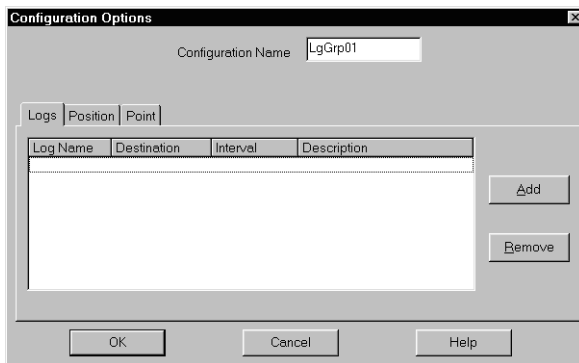 Configuration Options
Configuration Name LgGrp01
Logs Position Point
Log Name Destination Interval Description
Add
Remove
OK Cancel Help